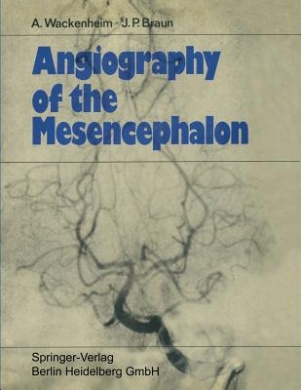 A. Wackenheim · J. P. Braun
Angiography
of the
Mesencephalon
Springer-Verlag
Berlin Heidelberg GmbH